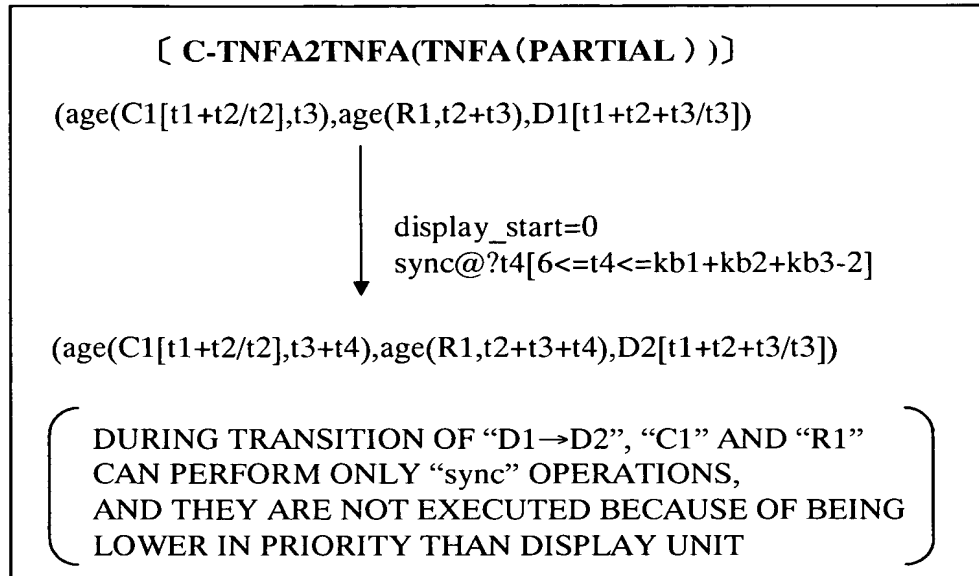 〔 C-TNFA2TNFA(TNFA(PARTIAL ))〕
(age(C1[t1+t2/t2],t3),age(R1,t2+t3),D1[t1+t2+t3/t3])
display_start=0
sync@?t4[6<=t4<=kb1+kb2+kb3-2]
(age(C1[t1+t2/t2],t3+t4),age(R1,t2+t3+t4),D2[t1+t2+t3/t3])
DURING TRANSITION OF “D1→D2”, “C1” AND “R1”
CAN PERFORM ONLY “sync” OPERATIONS,
AND THEY ARE NOT EXECUTED BECAUSE OF BEING
LOWER IN PRIORITY THAN DISPLAY UNIT